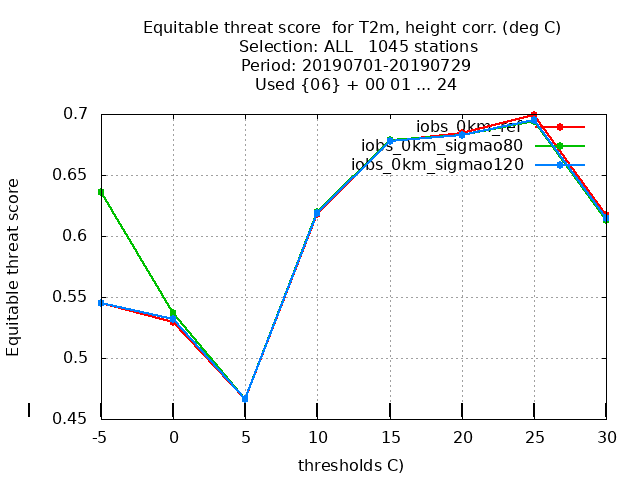 Equitable threat score  for T2m, height corr. (deg C)
Selection: ALL   1045 stations
Period: 20190701-20190729
Used {06} + 00 01 ... 24
Equitable threat score
0.7
0.65
0.6
0.55
0.5
0.45
iobs_0km_ref
iobs_0km_sigmao80
iobs_0km_sigmao120
-5 0 5 10 15 20 25 30
thresholds C)